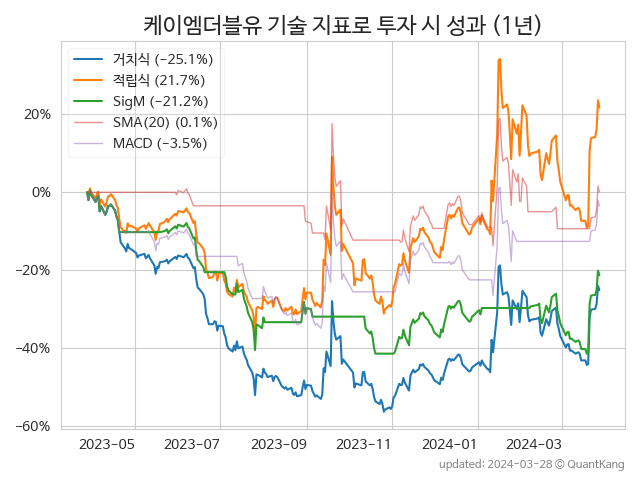 케이엠더블유 기술 지표로 투자 시 성과 (1년)
거치식 (−25.1%)
적립식 (21.7%)
SigM (−21.2%)
SMA(20) (0.1%)
MACD (−3.5%)
20%
0%
−20%
−40%
−60%
2023-05 2023-07 2023-09 2023-11 2024-01 2024-03
updated: 2024-03-28 © QuantKang